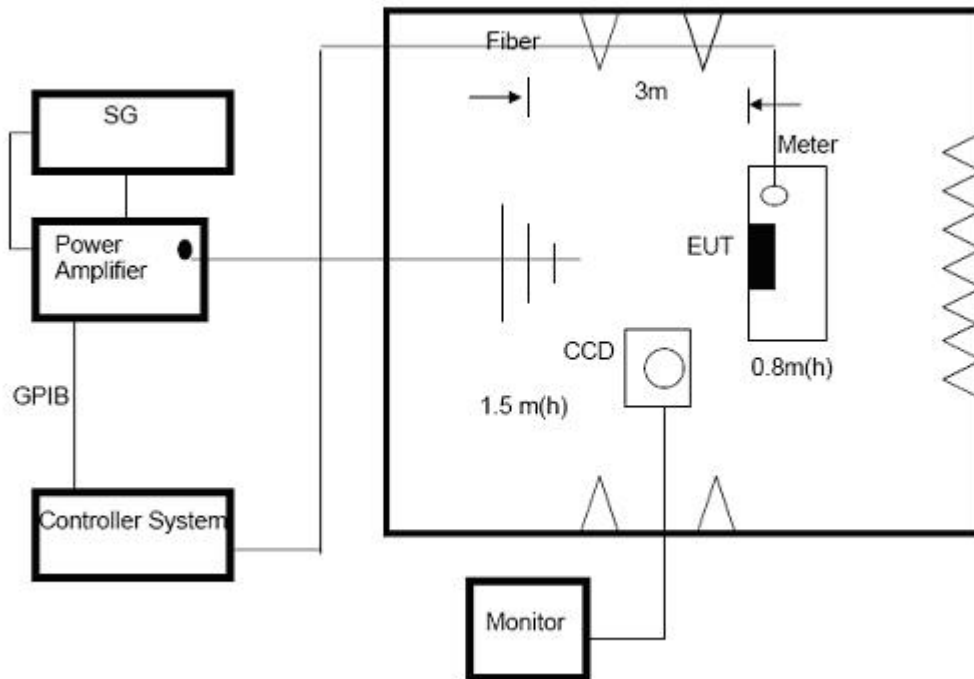 Fiber
3m
SG
Meter
Power
Amplifier
EUT
CCD
0.8m(h)
GPIB
1.5 m(h)
Controller System
Monitor